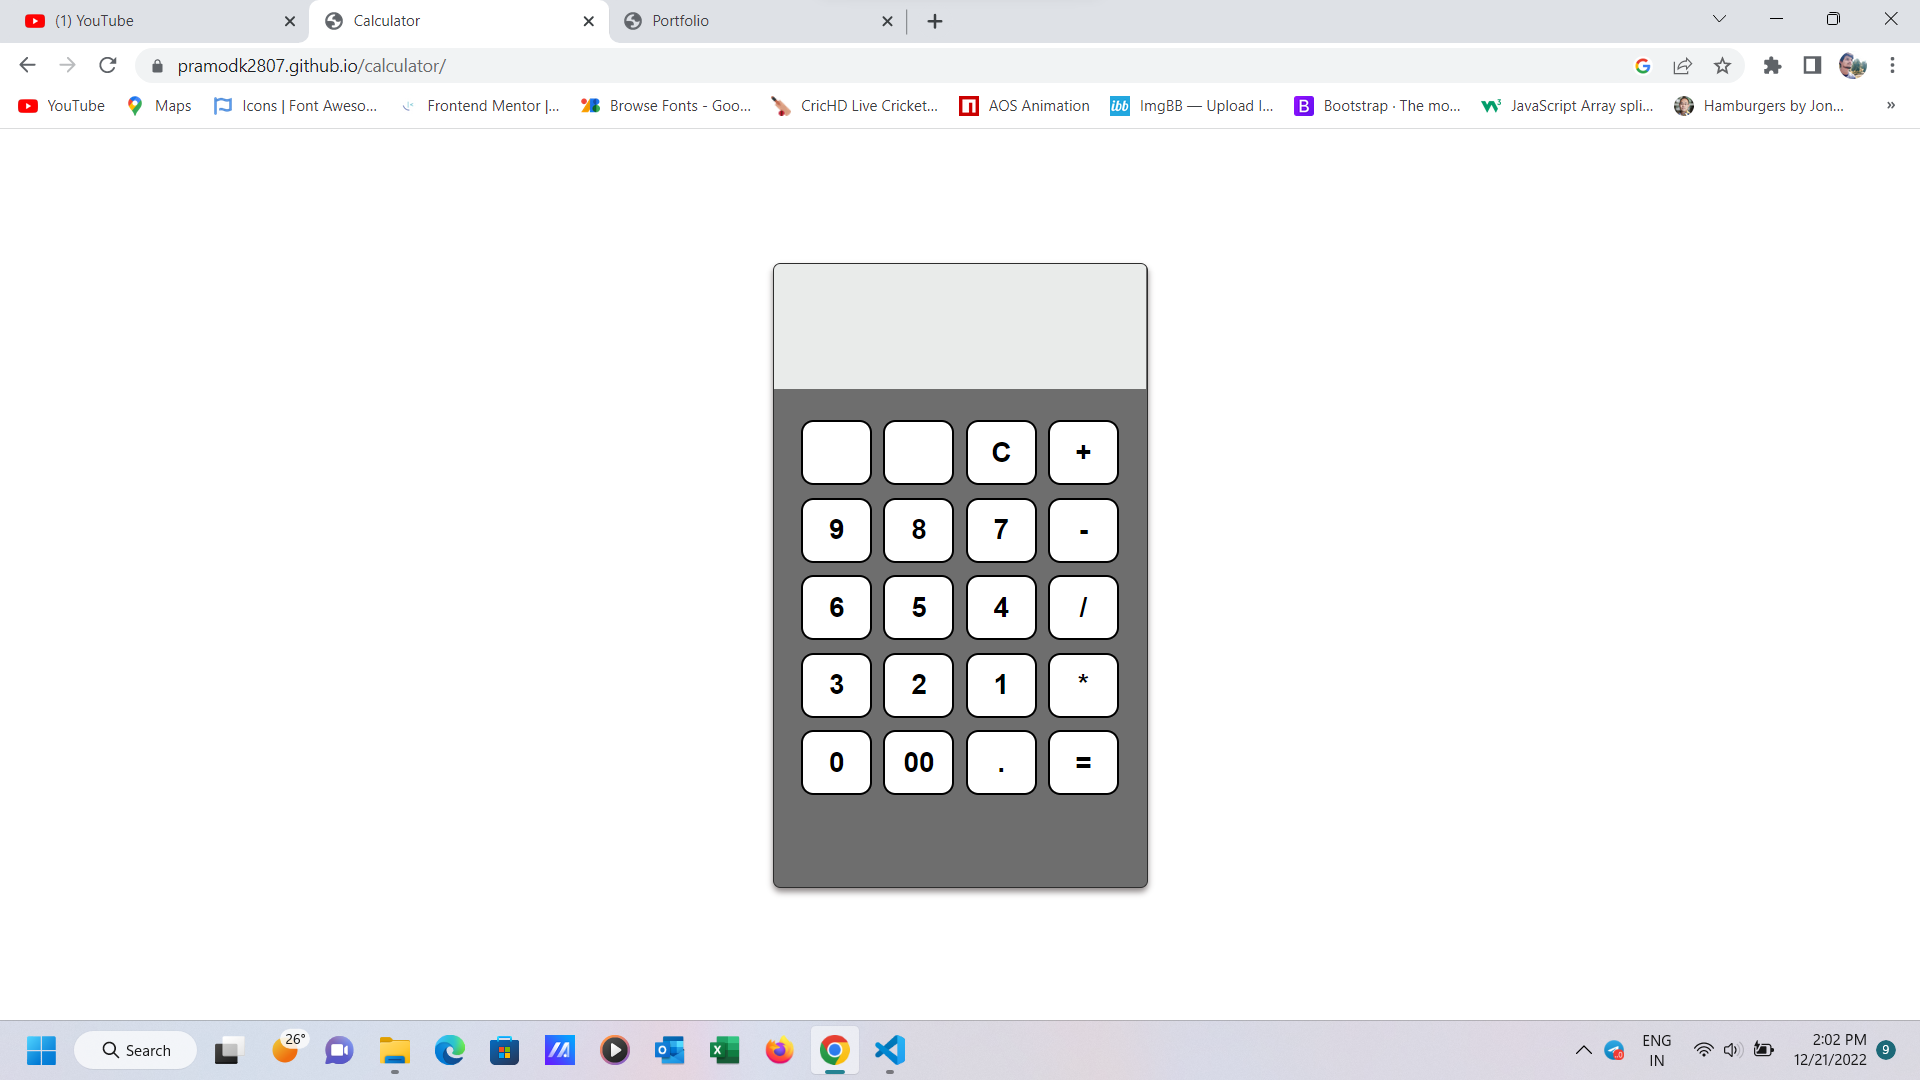 (1) YouTube
Calculator
Portfolio
pramodk2807.github.io/calculator/
YouTube
Maps
Icons | Font Aweso...
Frontend Mentor |...
Browse Fonts - Goo...
CricHD Live Cricket...
AOS Animation
ibb ImgBB — Upload I...
B Bootstrap · The mo...
JavaScript Array spli...
Hamburgers by Jon...
»
C +
9 8 7 -
6 5 4 /
3 2 1 *
0 00 . =
Search
26°
ENG
IN
2:02 PM
12/21/2022
9